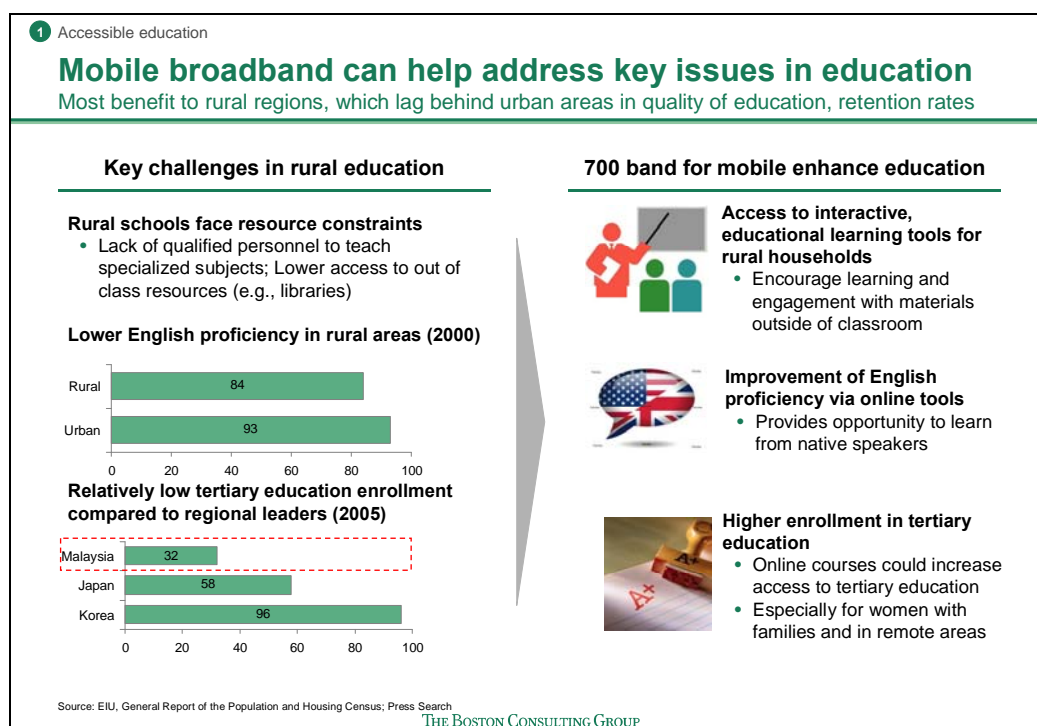 1 Accessible education
Mobile broadband can help address key issues in education
Most benefit to rural regions, which lag behind urban areas in quality of education, retention rates
Key challenges in rural education
Rural schools face resource constraints
• Lack of qualified personnel to teach
specialized subjects; Lower access to out of
class resources (e.g., libraries)
Lower English proficiency in rural areas (2000)
Rural 84
Urban 93
0 20 40 60 80 100
Relatively low tertiary education enrollment
compared to regional leaders (2005)
Malaysia 32
Japan 58
Korea 96
0 20 40 60 80 100
700 band for mobile enhance education
Access to interactive,
educational learning tools for
rural households
• Encourage learning and
engagement with materials
outside of classroom
Improvement of English
proficiency via online tools
• Provides opportunity to learn
from native speakers
A+
A+
Higher enrollment in tertiary
education
• Online courses could increase
access to tertiary education
• Especially for women with
families and in remote areas
Source: EIU, General Report of the Population and Housing Census; Press Search
THE BOSTON CONSULTING GROUP